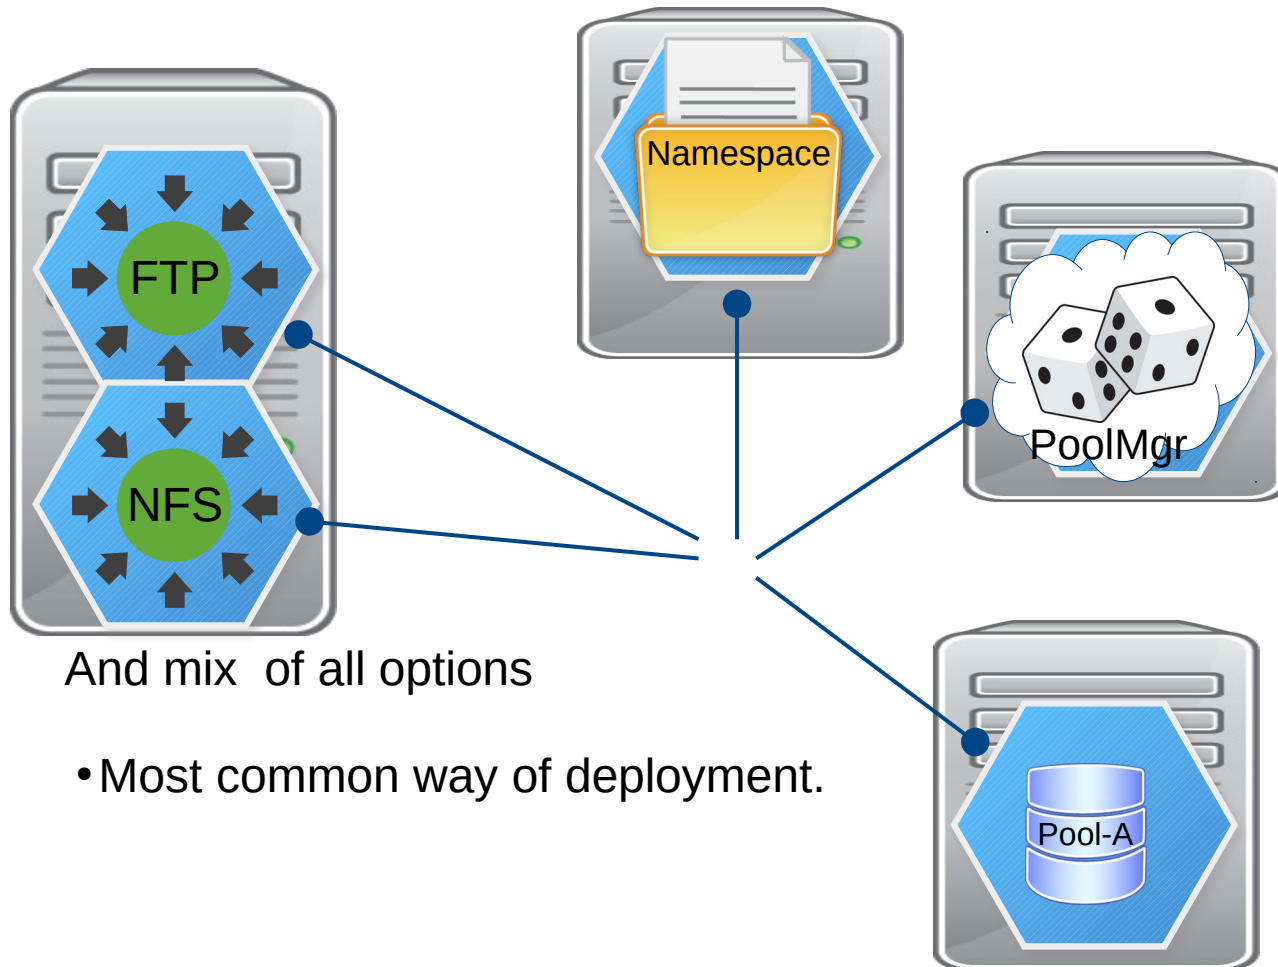 Namespace
FTP
NFS
PoolMgr
And mix  of all options
•Most common way of deployment.
Pool-A